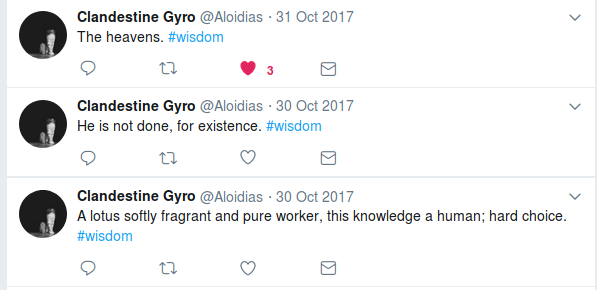 Clandestine Gyro @Aloidias · 31 Oct 2017
The heavens. #wisdom
3
Clandestine Gyro @Aloidias · 30 Oct 2017
He is not done, for existence. #wisdom
Clandestine Gyro @Aloidias · 30 Oct 2017
A lotus softly fragrant and pure worker, this knowledge a human; hard choice.
#wisdom